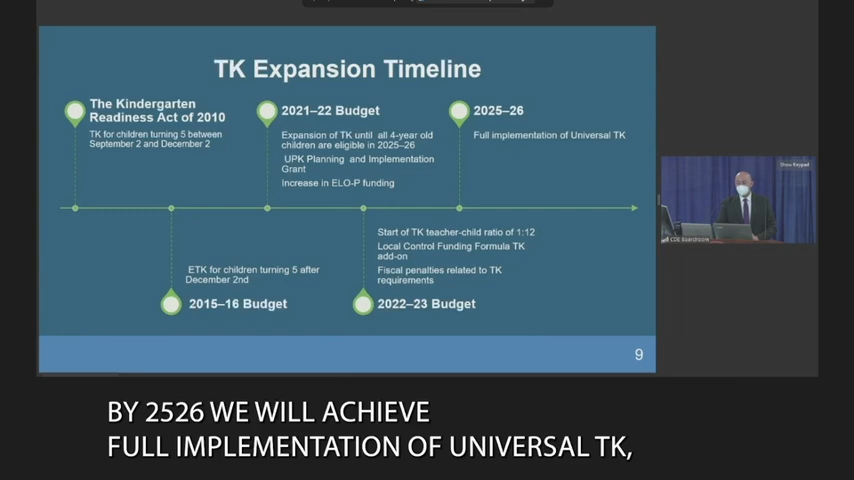 TK Expansion Timeline
The Kindergarten
Readiness Act of 2010
TK for children turning 5 between
September 2 and December 2
2021–22 Budget
Expansion of TK until all 4-year old
children are eligible in 2025–26
UPK Planning and Implementation
Grant
Increase in ELO-P funding
2025–26
Full implementation of Universal TK
ETK for children turning 5 after
December 2nd
2015–16 Budget
Start of TK teacher-child ratio of 1:12
Local Control Funding Formula TK
add-on
Fiscal penalties related to TK
requirements
2022–23 Budget
9
Show Keypad
CDE Boardroom
BY 2526 WE WILL ACHIEVE
FULL IMPLEMENTATION OF UNIVERSAL TK,